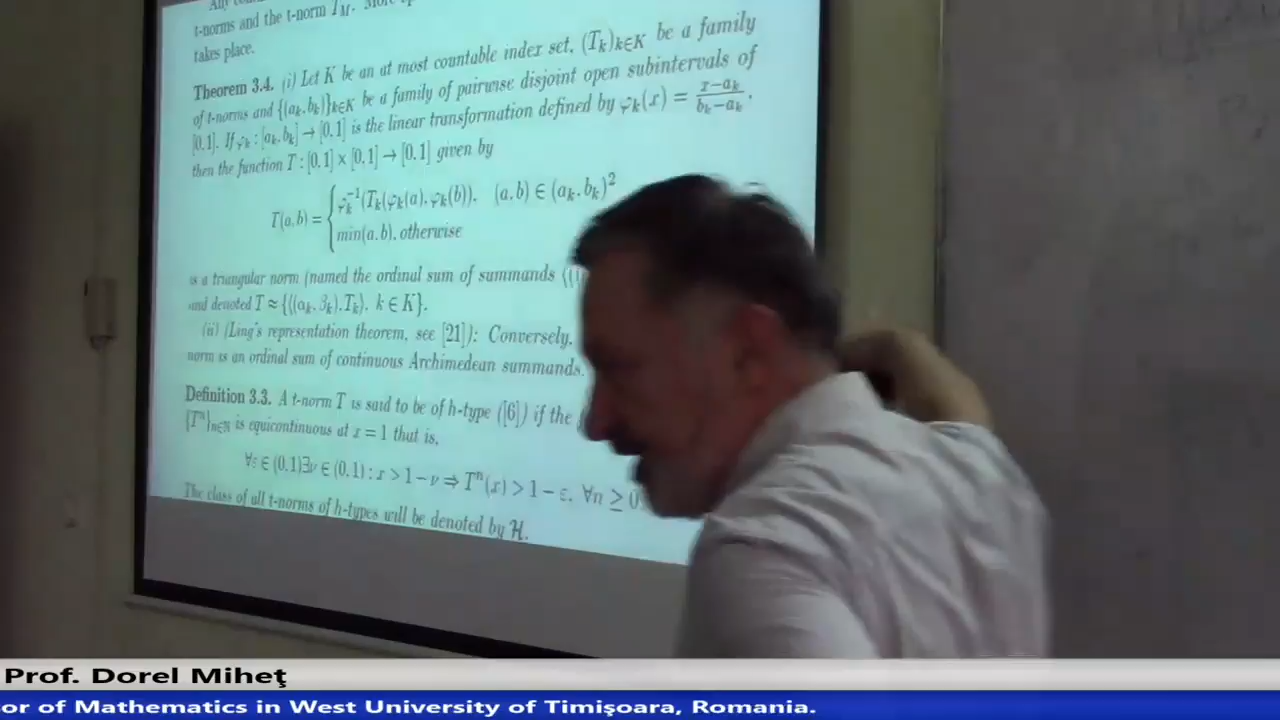 Any
t-norms and the t-norm T_M. More
takes place.
Theorem 3.4. (i) Let K be an at most countable index set, (T_k)_{k∈K} be a family
of t-norms and {(a_k, b_k)}_{k∈K} be a family of pairwise disjoint open subintervals of
[0.1]. If φ_k : [a_k, b_k] → [0.1] is the linear transformation defined by φ_k(x) = \frac{x−a_k}{b_k−a_k},
then the function T : [0.1] × [0.1] → [0.1] given by
T(a,b) = { φ_k^{-1}(T_k(φ_k(a), φ_k(b)), (a,b) ∈ (a_k, b_k)^2
min(a,b), otherwise
is a triangular norm (named the ordinal sum of summands
and denoted T ≈ {((a_k, β_k), T_k), k ∈ K}.
(ii) (Ling's representation theorem, see [21]): Conversely,
norm is an ordinal sum of continuous Archimedean summands.
Definition 3.3. A t-norm T is said to be of h-type ([6]) if the
{T^n}_{n∈N} is equicontinuous at x = 1 that is,
∀ε ∈ (0.1)∃ν ∈ (0.1) : x > 1 − ν ⇒ T^n(x) > 1 − ε, ∀n ≥ 0
The class of all t-norms of h-types will be denoted by ℋ.
Prof. Dorel Miheţ
or of Mathematics in West University of Timişoara, Romania.